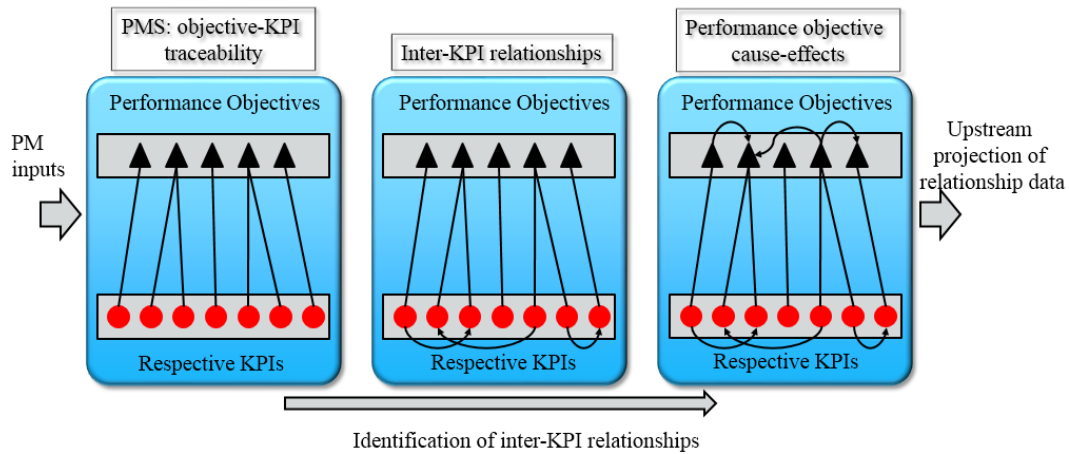 PMS: objective-KPI
traceability
Inter-KPI relationships
Performance objective
cause-effects
Performance Objectives
Performance Objectives
Performance Objectives
PM
inputs
Upstream
projection of
relationship data
Respective KPIs
Respective KPIs
Respective KPIs
Identification of inter-KPI relationships